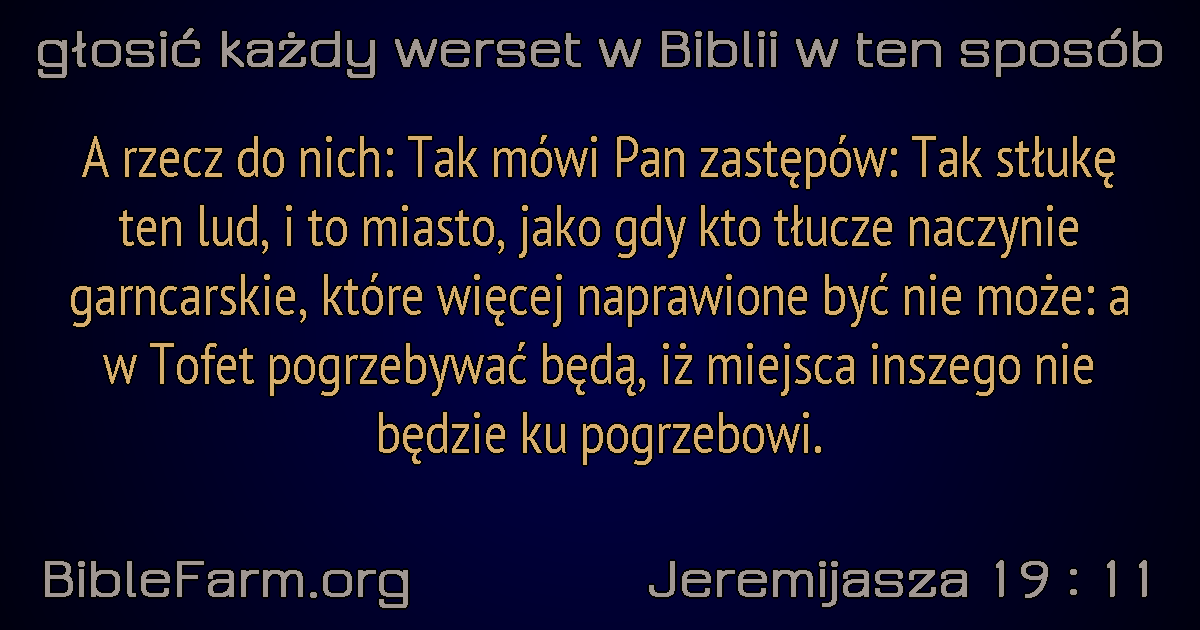 głosić każdy werset w Biblii w ten sposób
A rzecz do nich: Tak mówi Pan zastępów: Tak stłukę
ten lud, i to miasto, jako gdy kto tłucze naczynie
garncarskie, które więcej naprawione być nie może: a
w Tofet pogrzebywać będą, iż miejsca inszego nie
będzie ku pogrzebowi.
BibleFarm.org
Jeremijasza 19 : 11